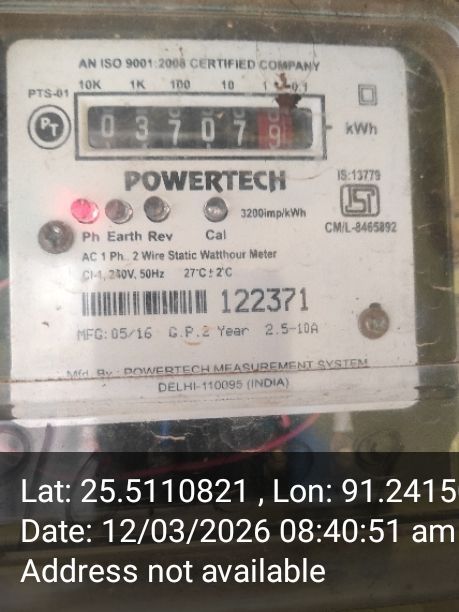 AN ISO 9001:2008 CERTIFIED COMPANY
10K 1K 100 10 1 0.1
PTS-01
PT
0 3 7 0 7 9
kWh
POWERTECH
IS:13779
3200imp/kWh
CM/L-8465892
Ph Earth Rev Cal
AC 1 Ph., 2 Wire Static Watthour Meter
Cl-1, 240V, 50Hz 27°C ± 2°C
122371
MFG:05/16 G.P.2 Year 2.5-10A
Mfd. By : POWERTECH MEASUREMENT SYSTEM
DELHI-110095 (INDIA)
Lat: 25.5110821 , Lon: 91.2415
Date: 12/03/2026 08:40:51 am
Address not available